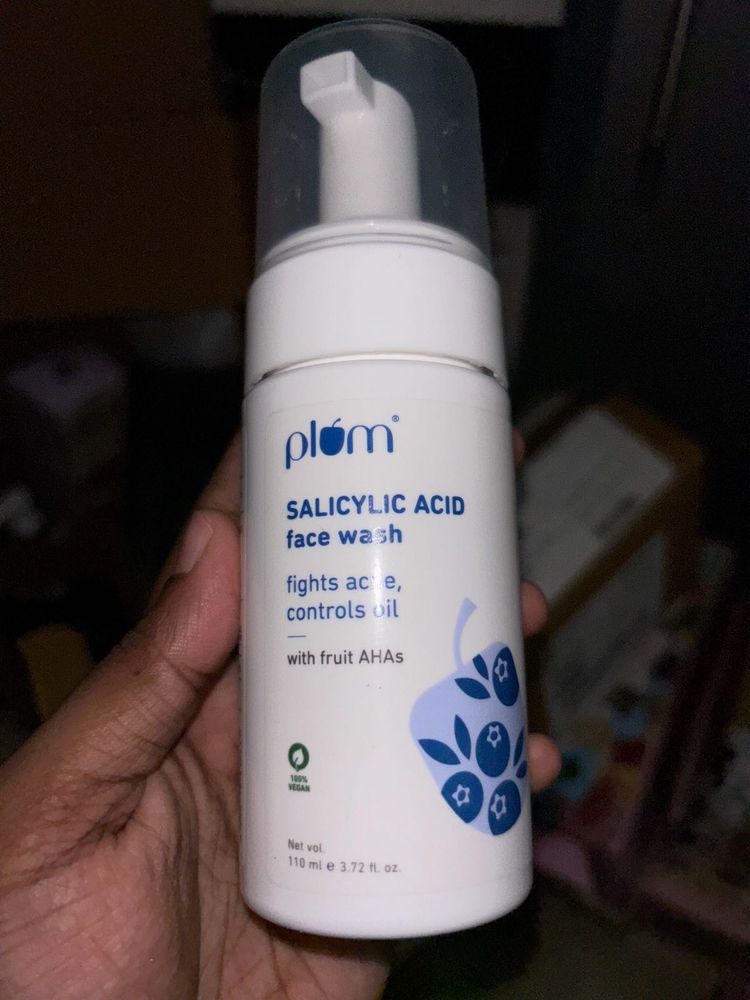 plum®
SALICYLIC ACID
face wash
fights acne,
controls oil
with fruit AHAs
100%
VEGAN
Net vol.
110 ml e 3.72 fl. oz.